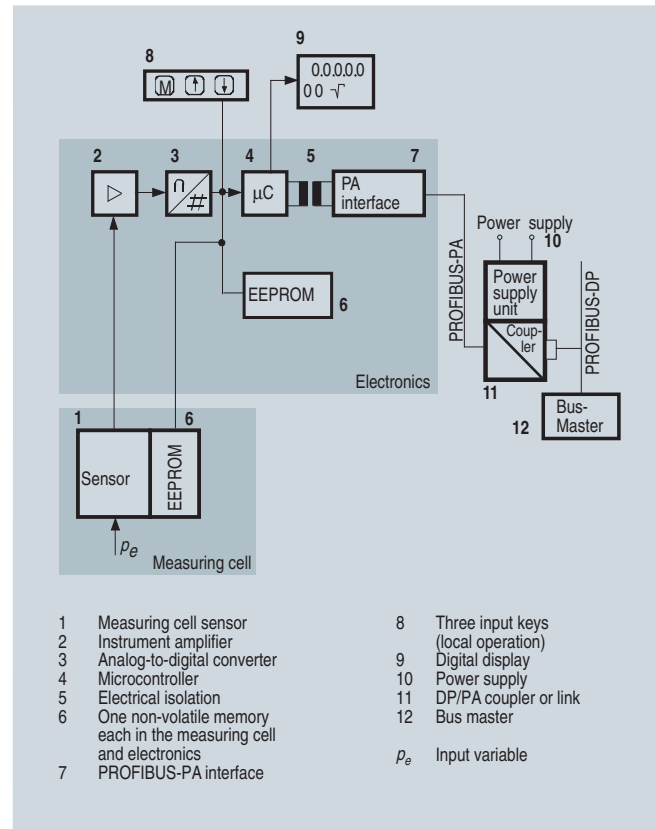 9
8
0.0.0.0.0
0 0 √
M ↑ ↓
2 3 4 5 7
∩ #
µC
PA
interface
EEPROM
6
Electronics
PROFIBUS-PA
Power supply
10
Power
supply
unit
Coup-
ler
11
PROFIBUS-DP
Bus-
Master
12
1 6
Sensor
EEPROM
pe
Measuring cell
1 Measuring cell sensor
2 Instrument amplifier
3 Analog-to-digital converter
4 Microcontroller
5 Electrical isolation
6 One non-volatile memory
each in the measuring cell
and electronics
7 PROFIBUS-PA interface
8 Three input keys
(local operation)
9 Digital display
10 Power supply
11 DP/PA coupler or link
12 Bus master
pe Input variable